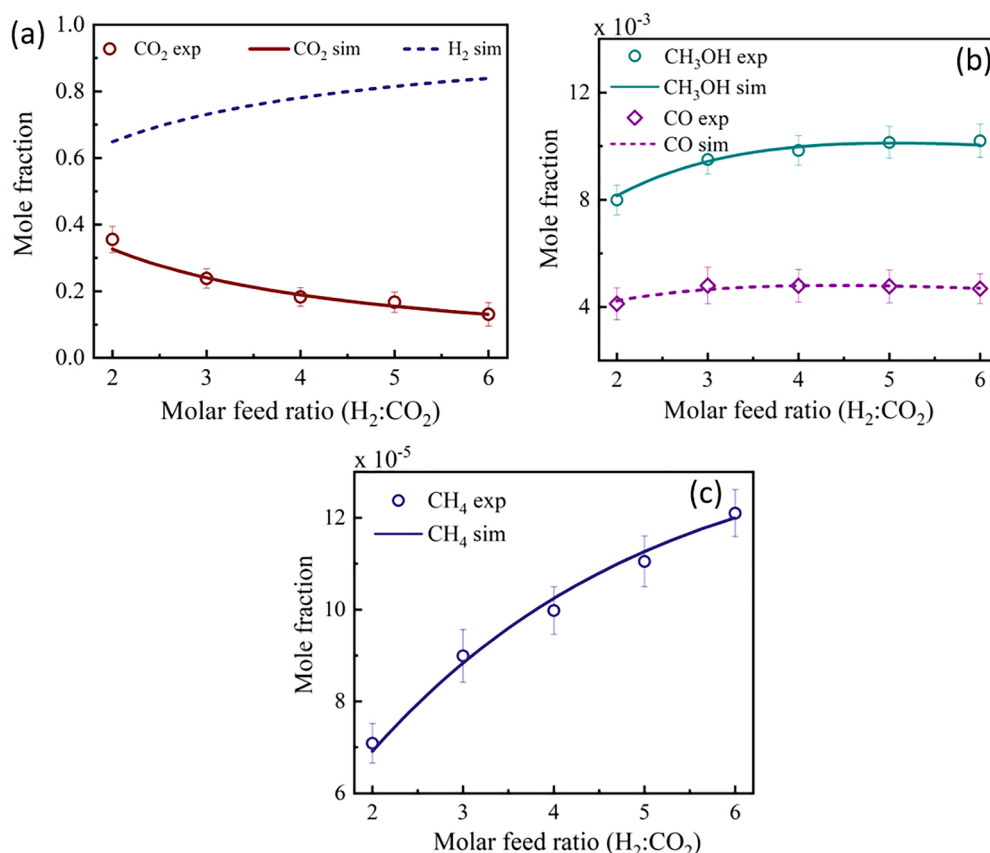 (a)
CO₂ exp CO₂ sim H₂ sim
1.0
0.8
0.6
0.4
0.2
0.0
Mole fraction
2 3 4 5 6
Molar feed ratio (H₂:CO₂)
x 10⁻³
(b)
CH₃OH exp
CH₃OH sim
CO exp
CO sim
12
8
4
Mole fraction
2 3 4 5 6
Molar feed ratio (H₂:CO₂)
x 10⁻⁵
(c)
CH₄ exp
CH₄ sim
12
10
8
6
Mole fraction
2 3 4 5 6
Molar feed ratio (H₂:CO₂)